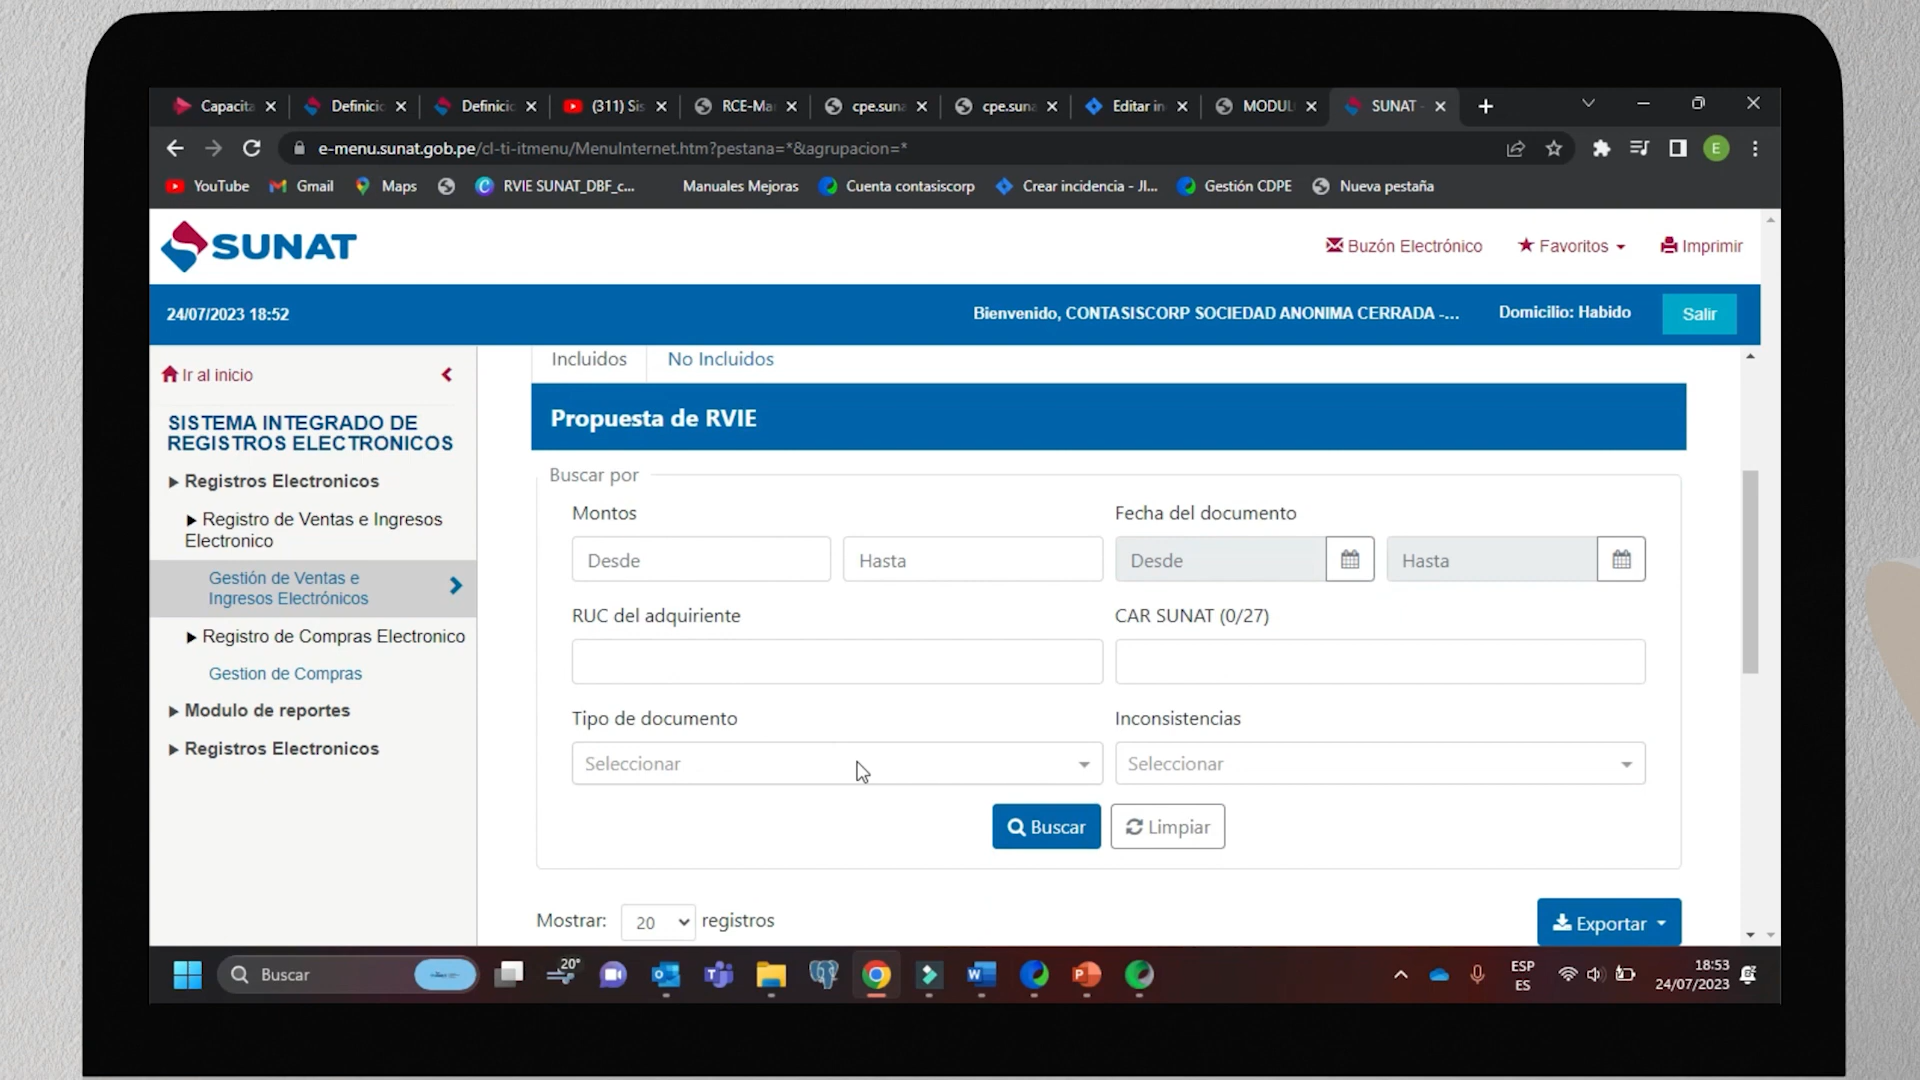 Capacita
Definicio
Definicio
(311) Sis
RCE-Ma
cpe.suna
cpe.suna
Editar in
MODUL
SUNAT -
e-menu.sunat.gob.pe/cl-ti-itmenu/MenuInternet.htm?pestana=*&agrupacion=*
E
YouTube
Gmail
Maps
RVIE SUNAT_DBF_c...
Manuales Mejoras
Cuenta contasiscorp
Crear incidencia - JI...
Gestión CDPE
Nueva pestaña
SUNAT
Buzón Electrónico
Favoritos
Imprimir
24/07/2023 18:52
Bienvenido, CONTASISCORP SOCIEDAD ANONIMA CERRADA -...
Domicilio: Habido
Salir
Ir al inicio
SISTEMA INTEGRADO DE
REGISTROS ELECTRONICOS
Registros Electronicos
Registro de Ventas e Ingresos
Electronico
Gestión de Ventas e
Ingresos Electrónicos
Registro de Compras Electronico
Gestion de Compras
Modulo de reportes
Registros Electronicos
Incluidos
No Incluidos
Propuesta de RVIE
Buscar por
Montos
Fecha del documento
Desde
Hasta
Desde
Hasta
RUC del adquiriente
CAR SUNAT (0/27)
Tipo de documento
Inconsistencias
Seleccionar
Seleccionar
Buscar
Limpiar
Mostrar:
20
registros
Exportar
Buscar
20°
ESP
ES
18:53
24/07/2023